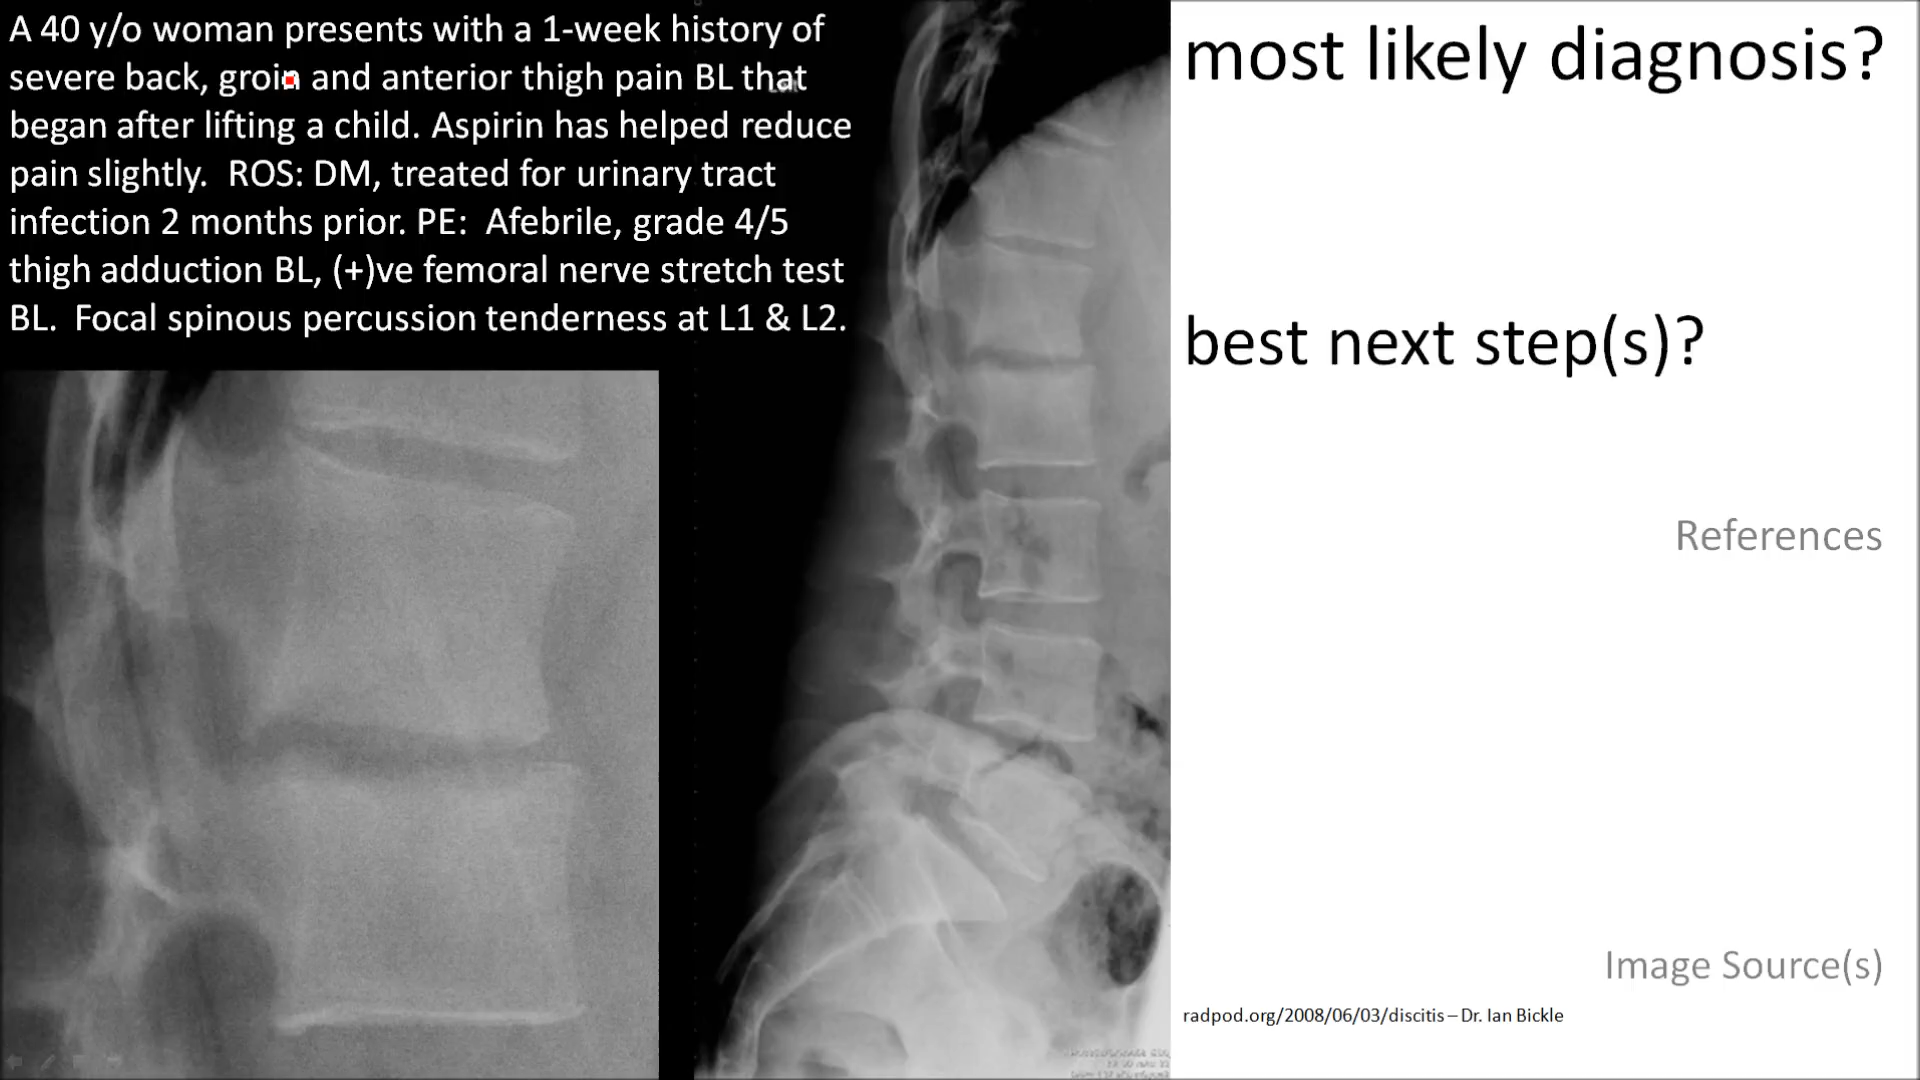 A 40 y/o woman presents with a 1-week history of
severe back, groin and anterior thigh pain BL that
began after lifting a child. Aspirin has helped reduce
pain slightly.  ROS: DM, treated for urinary tract
infection 2 months prior. PE:  Afebrile, grade 4/5
thigh adduction BL, (+)ve femoral nerve stretch test
BL.  Focal spinous percussion tenderness at L1 & L2.
most likely diagnosis?
best next step(s)?
References
Image Source(s)
radpod.org/2008/06/03/discitis – Dr. Ian Bickle